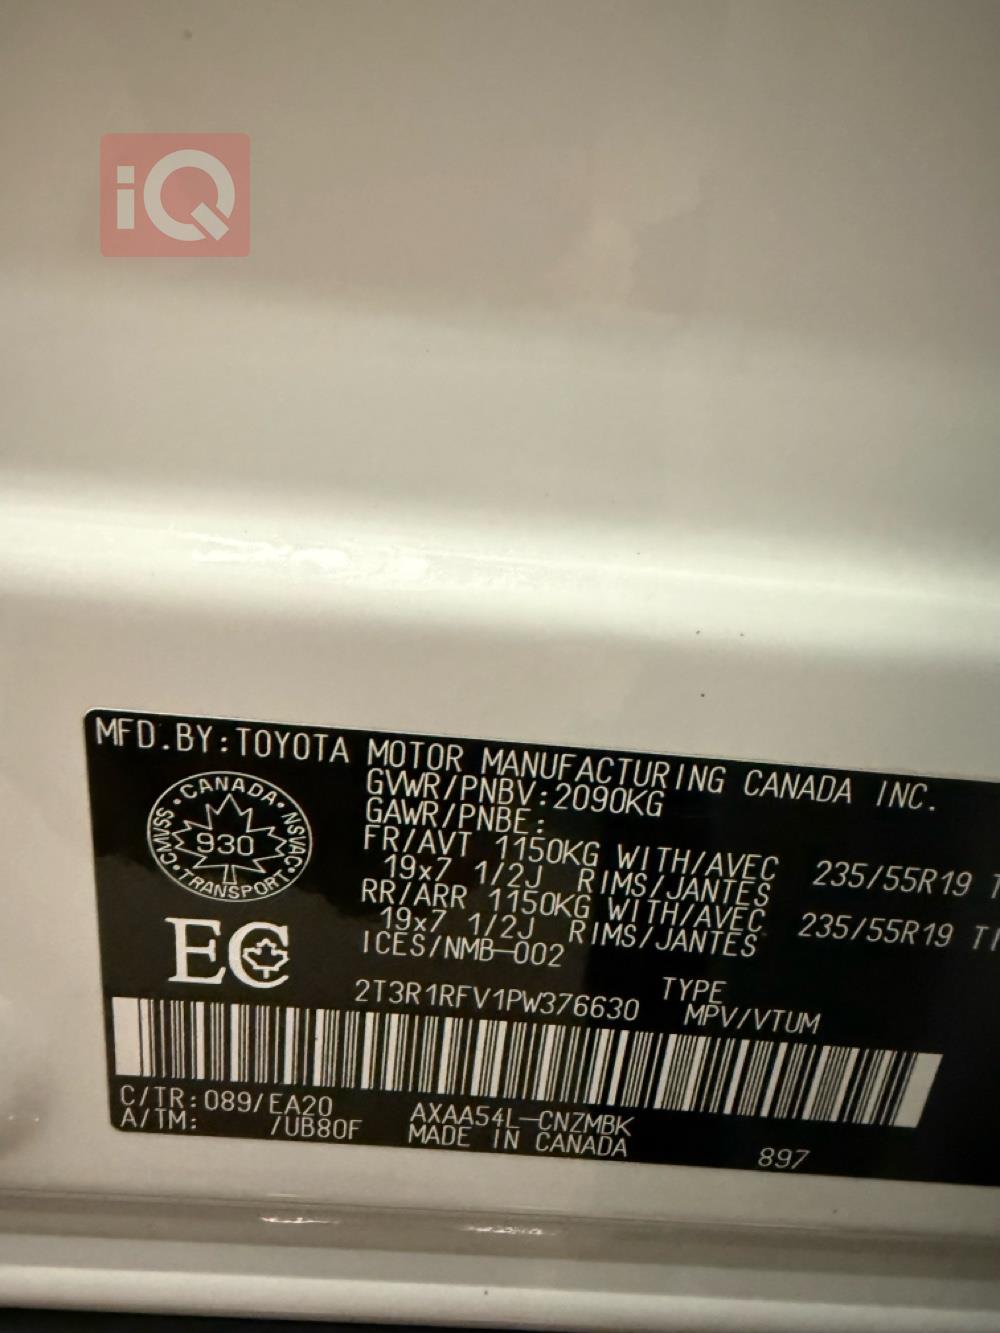 iQ
MFD.BY:TOYOTA MOTOR MANUFACTURING CANADA INC.
GVWR/PNBV:2090KG
GAWR/PNBE:
FR/AVT 1150KG WITH/AVEC 235/55R19 T
19x7 1/2J RIMS/JANTES
RR/ARR 1150KG WITH/AVEC 235/55R19 TI
19x7 1/2J RIMS/JANTES
ICES/NMB-002
CANADA
NSVAC
TRANSPORT
CMVSS
930
EC
2T3R1RFV1PW376630 TYPE
MPV/VTUM
C/TR:089/EA20 AXAA54L-CNZMBK
A/TM: /UB80F MADE IN CANADA
897